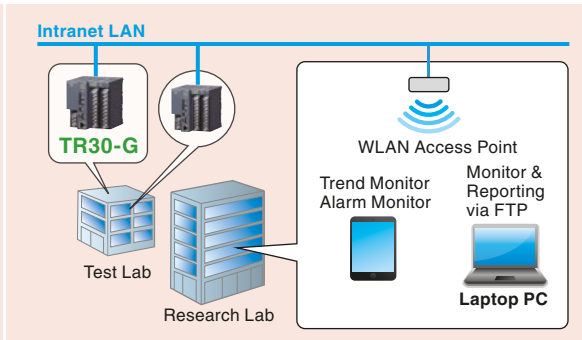 Intranet LAN
TR30-G
Test Lab
Research Lab
WLAN Access Point
Trend Monitor
Alarm Monitor
Monitor &
Reporting
via FTP
Laptop PC